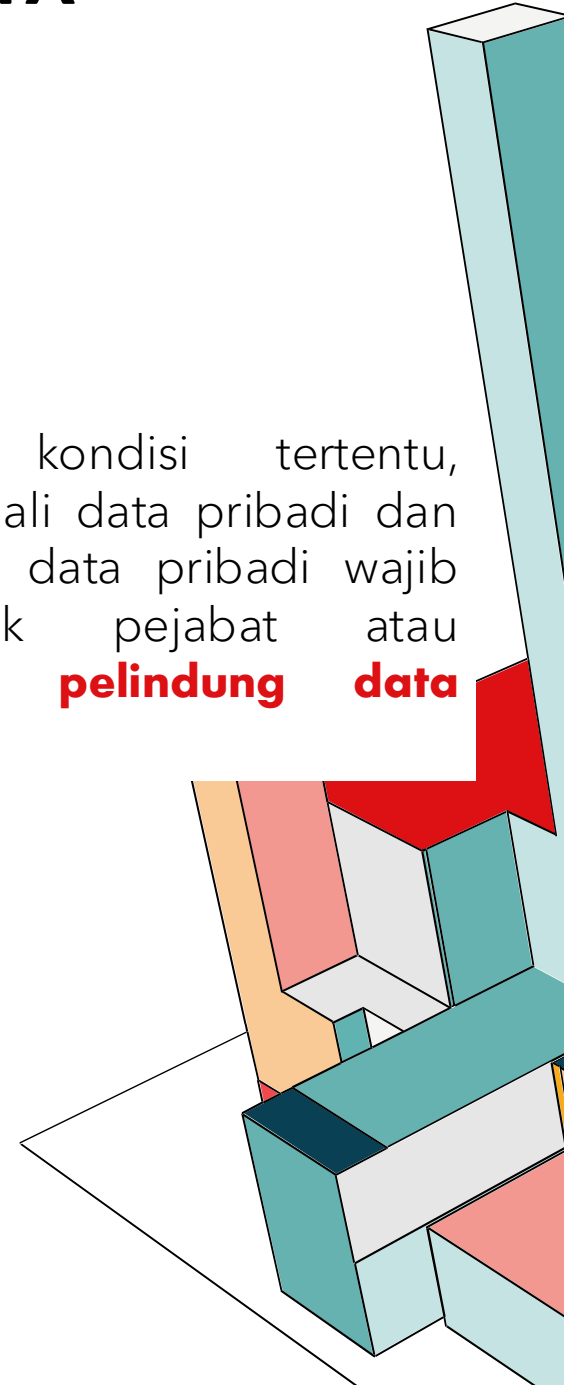 kondisi tertentu,
ali data pribadi dan
data pribadi wajib
k pejabat atau
pelindung data